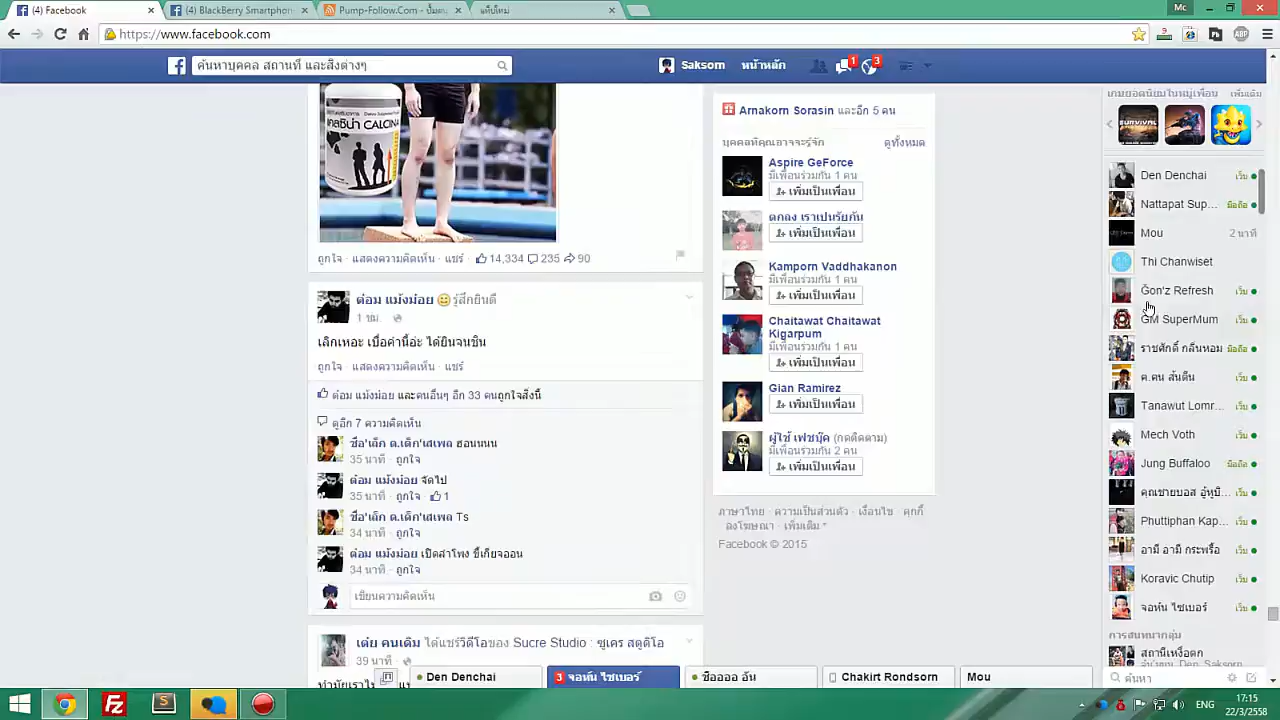 (4) Facebook
(4) BlackBerry Smartphon
Pump-Follow.Com - ปั๊มค
แท็บใหม่
Mc
https://www.facebook.com
ค้นหาบุคคล สถานที่ และสิ่งต่างๆ
Saksom
หน้าหลัก
1
3
แคลซีน่า CALCINA
ถูกใจ · แสดงความคิดเห็น · แชร์
14,334 235 90
ต๋อม แม้งม่อย รู้สึกยินดี
1 ชม.
เลิกเหอะ เบื่อคำนี้อ่ะ ได้ยินจนชิน
ถูกใจ · แสดงความคิดเห็น · แชร์
ต๋อม แม้งม่อย และคนอื่นๆ อีก 33 คนถูกใจสิ่งนี้
ดูอีก 7 ความคิดเห็น
ชื่อ'เด็ก ด.เด็ก'เสเพล ฮอนนนน
35 นาที · ถูกใจ
ต๋อม แม้งม่อย จัดไป
35 นาที · ถูกใจ · 1
ชื่อ'เด็ก ด.เด็ก'เสเพล Ts
34 นาที · ถูกใจ
ต๋อม แม้งม่อย เปิดลำโพง ขี้เกียจออน
34 นาที · ถูกใจ
เขียนความคิดเห็น
เต๋ย คนเดิม ได้แชร์วิดีโอของ Sucre Studio : ซูเคร สตูดิโอ
39 นาที
Arnakorn Sorasin และอีก 5 คน
บุคคลที่คุณอาจจะรู้จัก
ดูทั้งหมด
Aspire GeForce
มีเพื่อนร่วมกัน 1 คน
เพิ่มเป็นเพื่อน
ตกลง เราเป็นรัยกัน
เพิ่มเป็นเพื่อน
Kamporn Vaddhakanon
มีเพื่อนร่วมกัน 1 คน
เพิ่มเป็นเพื่อน
Chaitawat Chaitawat
Kigarpum
มีเพื่อนร่วมกัน 1 คน
เพิ่มเป็นเพื่อน
Gian Ramirez
เพิ่มเป็นเพื่อน
ผู้ใช้ เฟซบุ๊ค (กดติดตาม)
มีเพื่อนร่วมกัน 2 คน
เพิ่มเป็นเพื่อน
ภาษาไทย · ความเป็นส่วนตัว · เงื่อนไข · คุกกี้
ลงโฆษณา · เพิ่มเติม
Facebook © 2015
เกมยอดนิยมในหมู่เพื่อน เพิ่มเติม
Den Denchai เว็บ
Nattapat Sup... มือถือ
Mou 2 นาที
Thi Chanwiset
Gon'z Refresh เว็บ
GM SuperMum เว็บ
ราชศักดิ์ กลิ่นหอม มือถือ
ค.คน สันดีน เว็บ
Tanawut Lomr... เว็บ
Mech Voth เว็บ
Jung Buffaloo มือถือ
คุณชายบอส เว็บ
Phuttiphan Kap... เว็บ
อามี่ อามี่ กระพรื้อ เว็บ
Koravic Chutip เว็บ
จอห์น ไซเบอร์ เว็บ
การสนทนากลุ่ม
สถานีเหงื่อตก
Den, Saksorn
ค้นหา
Den Denchai
3 จอห์น ไซเบอร์
ซื่อออง อัน
Chakirt Rondsorn
Mou
ENG
17:15
22/3/2558